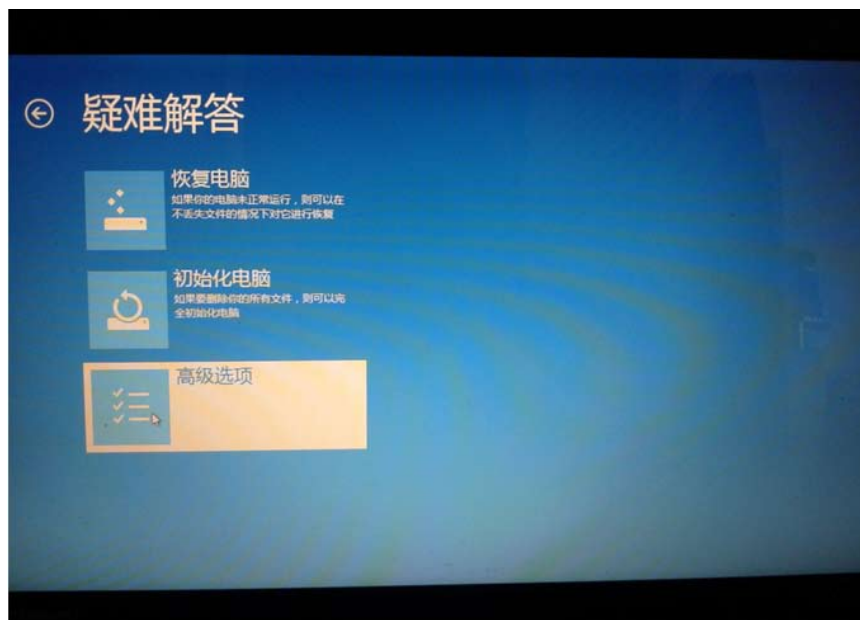 疑难解答
恢复电脑
如果你的电脑未正常运行，则可以在
不丢失文件的情况下对它进行恢复
初始化电脑
如果要删除你的所有文件，则可以完
全初始化电脑
高级选项